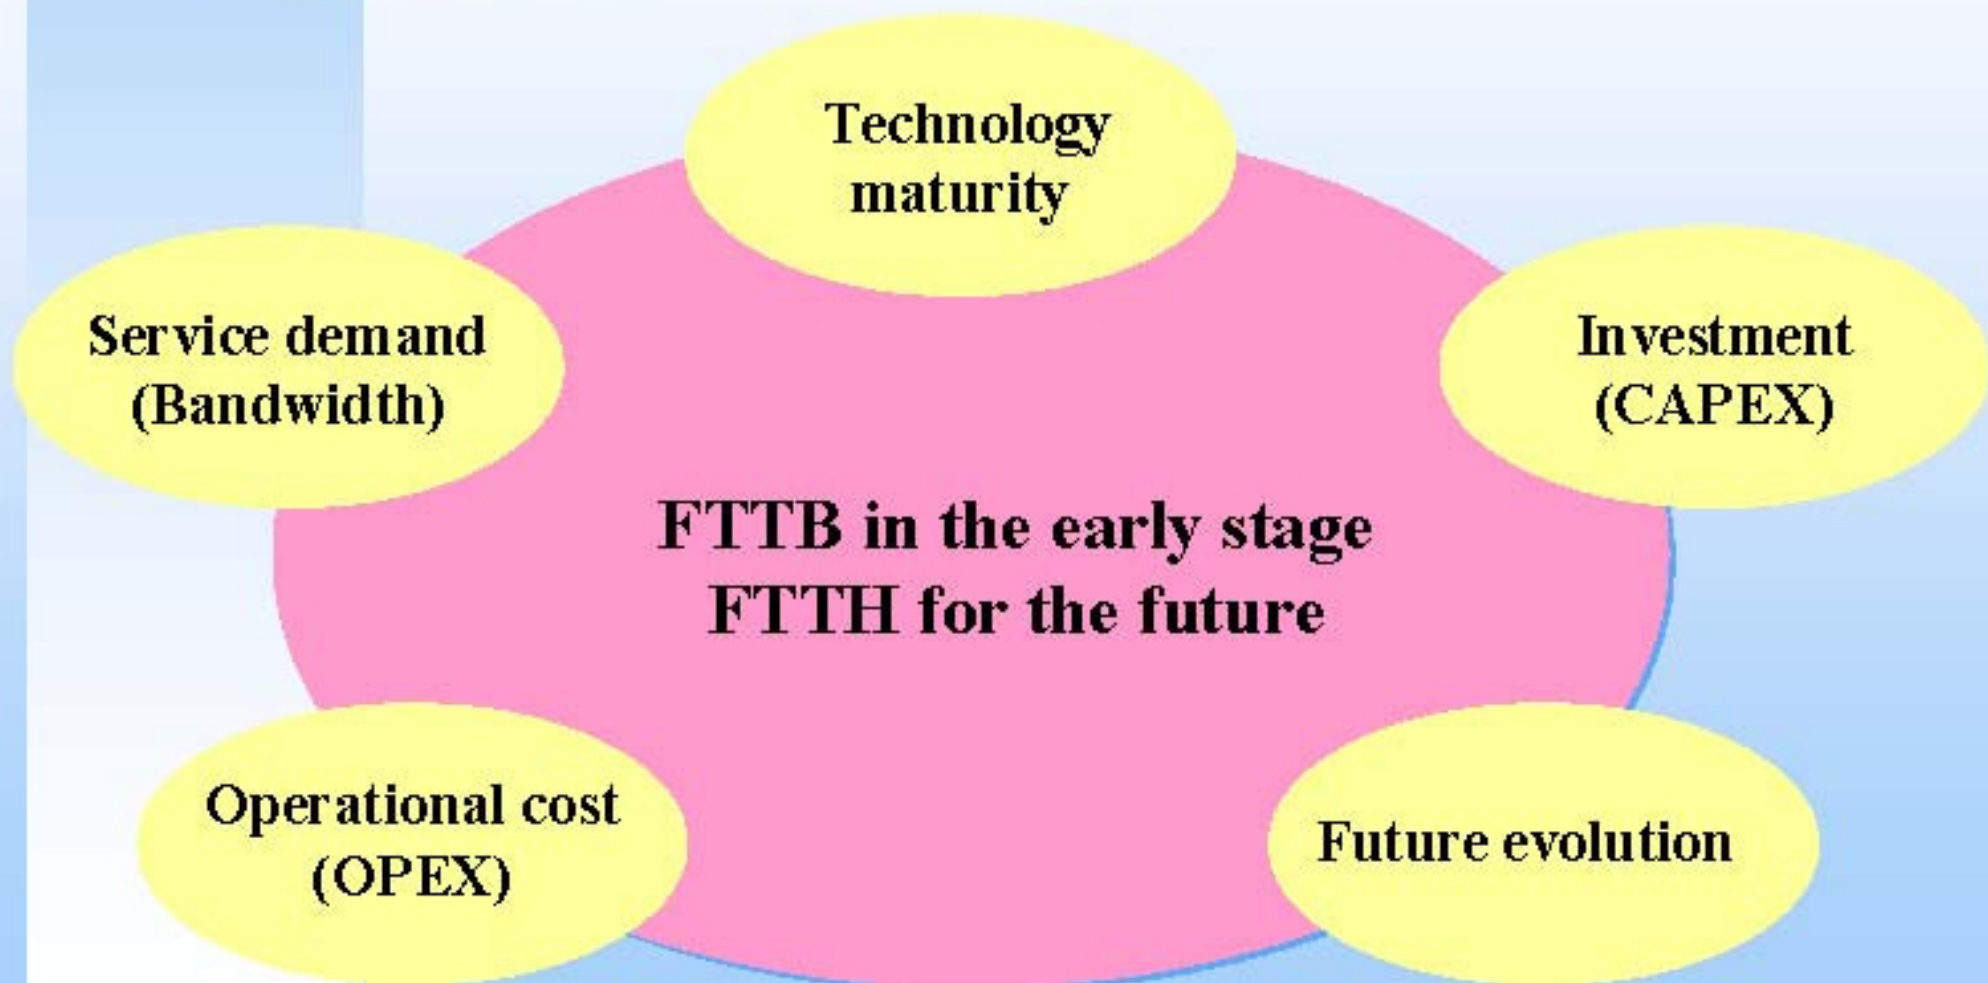 Technology
maturity
Service demand
(Bandwidth)
Investment
(CAPEX)
FTTB in the early stage
FTTH for the future
Operational cost
(OPEX)
Future evolution